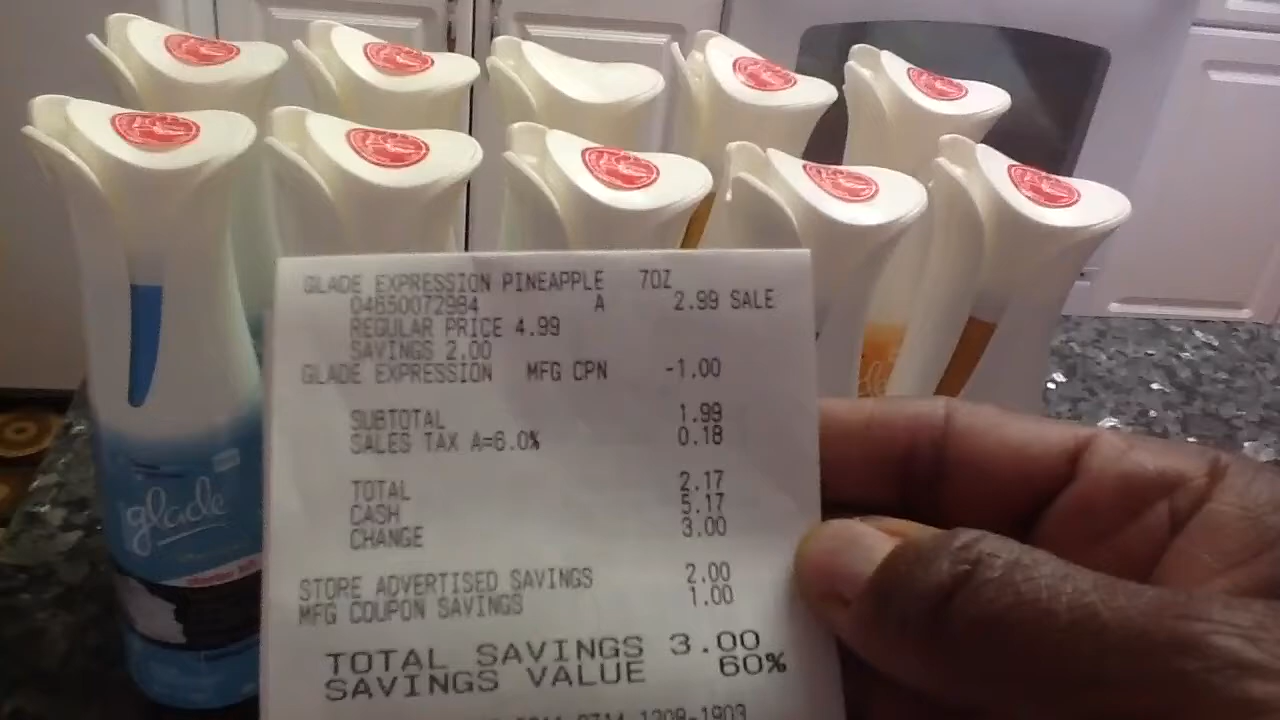 GLADE EXPRESSION PINEAPPLE 7OZ
04650072984 A 2.99 SALE
REGULAR PRICE 4.99
SAVINGS 2.00
GLADE EXPRESSION MFG CPN -1.00
SUBTOTAL 1.99
SALES TAX A=6.0% 0.18
TOTAL 2.17
CASH 5.17
CHANGE 3.00
STORE ADVERTISED SAVINGS 2.00
MFG COUPON SAVINGS 1.00
TOTAL SAVINGS 3.00
SAVINGS VALUE 60%
1208-1903
glade